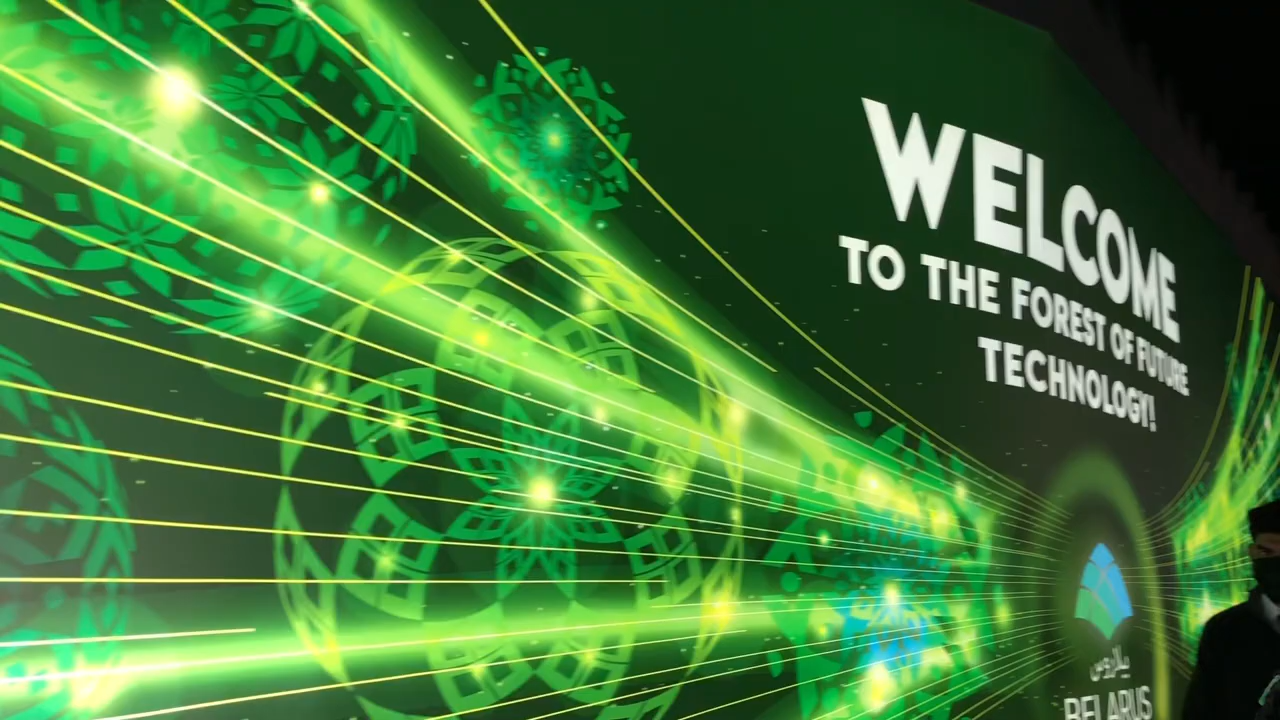 WELCOME
TO THE FOREST OF FUTURE
TECHNOLOGY!
بيلاروس
BELARUS